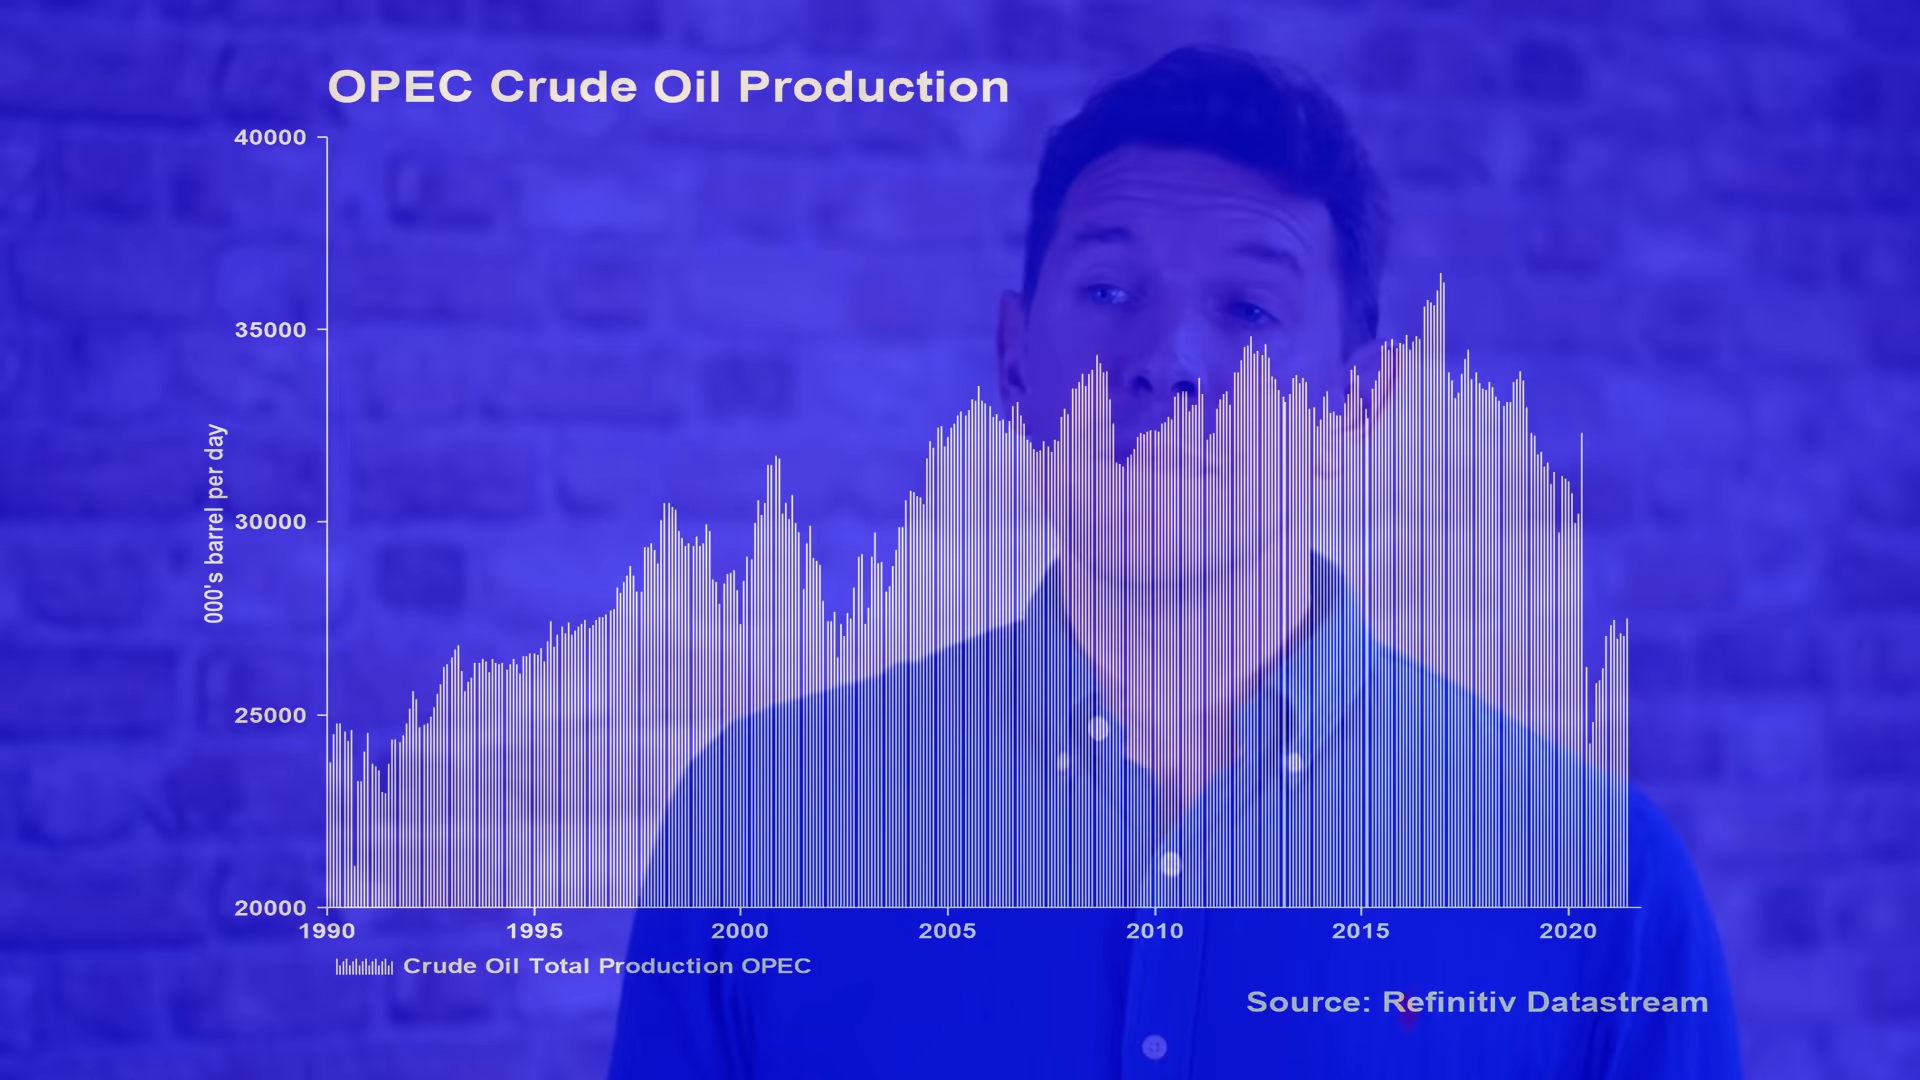 OPEC Crude Oil Production
40000
35000
30000
25000
20000
000's barrel per day
1990 1995 2000 2005 2010 2015 2020
Crude Oil Total Production OPEC
Source: Refinitiv Datastream